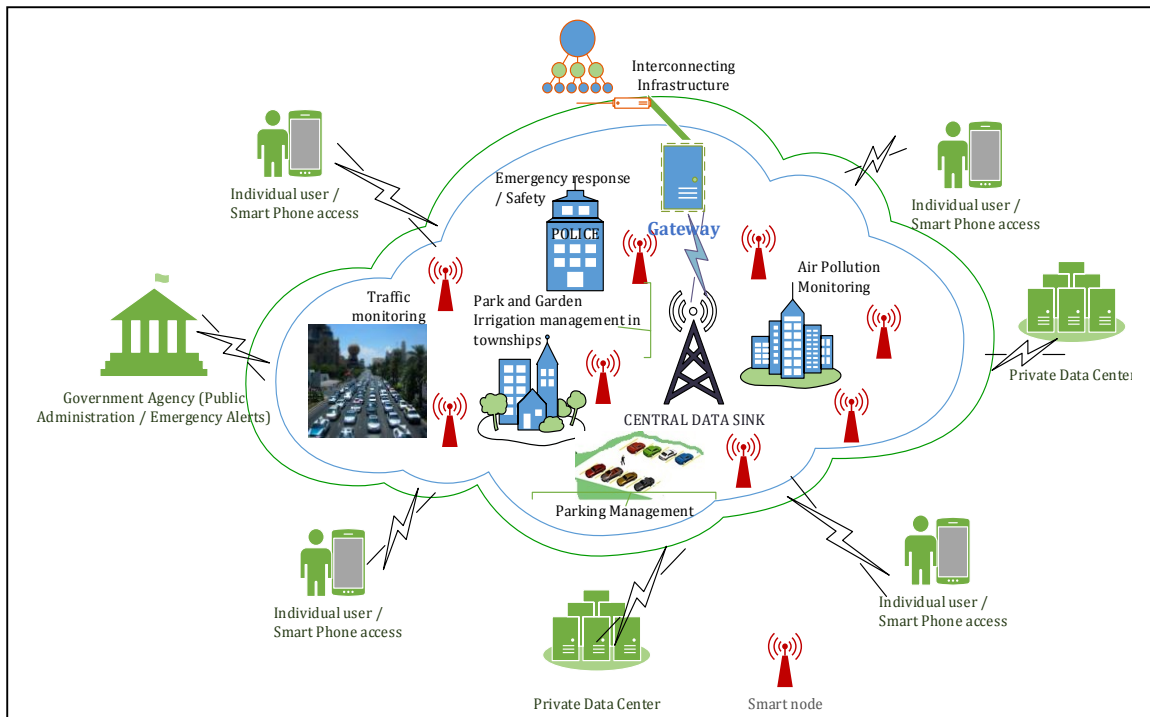 Interconnecting
Infrastructure
Individual user /
Smart Phone access
Emergency response
/ Safety
POLICE
Gateway
Individual user /
Smart Phone access
Traffic
monitoring
Park and Garden
Irrigation management in
townships
Air Pollution
Monitoring
Government Agency (Public
Administration / Emergency Alerts)
Private Data Center
CENTRAL DATA SINK
Parking Management
Individual user /
Smart Phone access
Individual user /
Smart Phone access
Private Data Center
Smart node